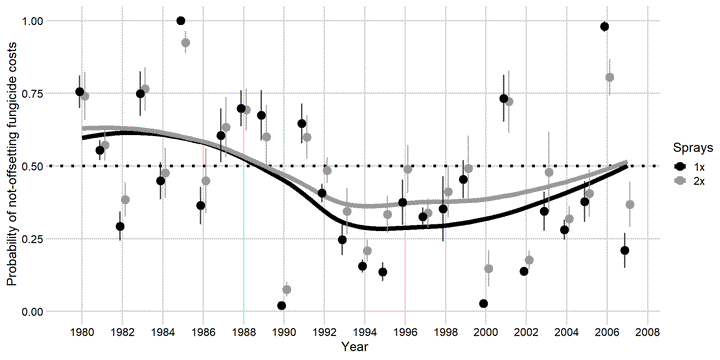 1.00
0.75
0.50
0.25
0.00
Probability of not-offsetting fungicide costs
1980 1982 1984 1986 1988 1990 1992 1994 1996 1998 2000 2002 2004 2006 2008
Year
Sprays
1x
2x